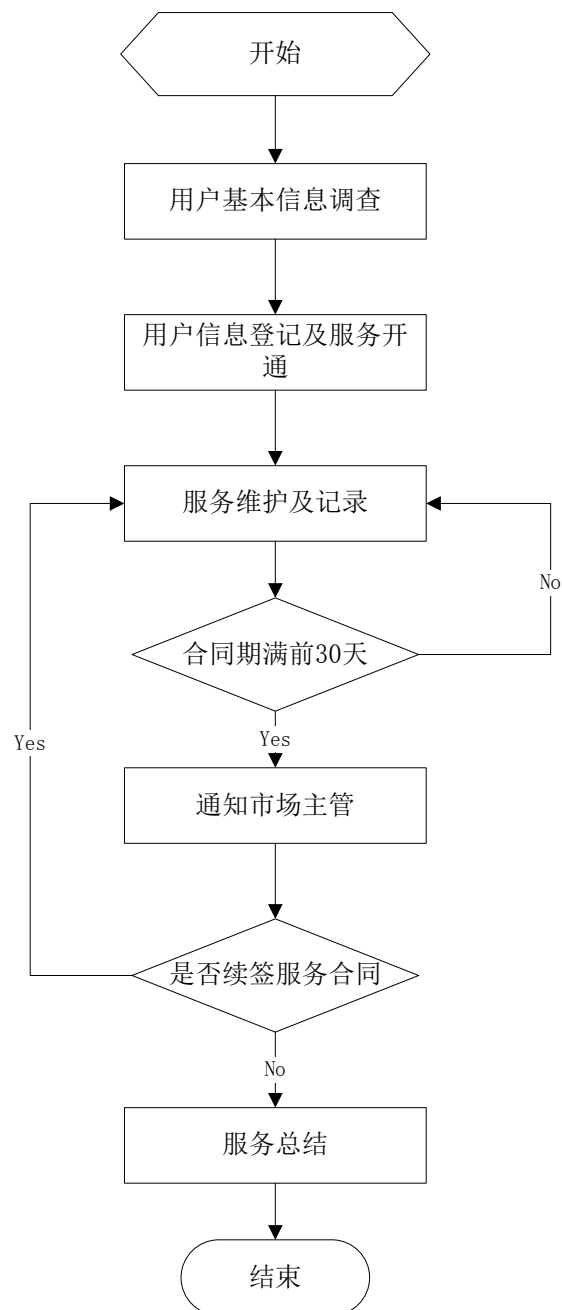 开始
用户基本信息调查
用户信息登记及服务开
通
服务维护及记录
No
合同期满前30天
Yes
Yes
通知市场主管
是否续签服务合同
No
服务总结
结束